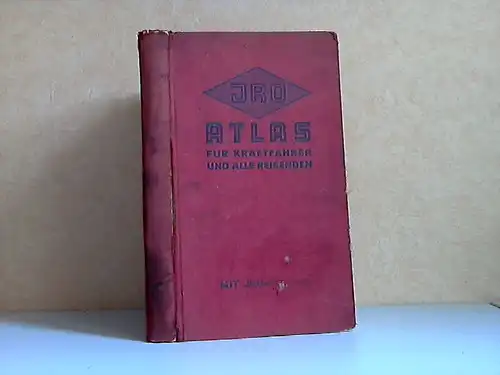 JRO
ATLAS
FÜR KRAFTFAHRER
UND ALLE REISENDEN
MIT